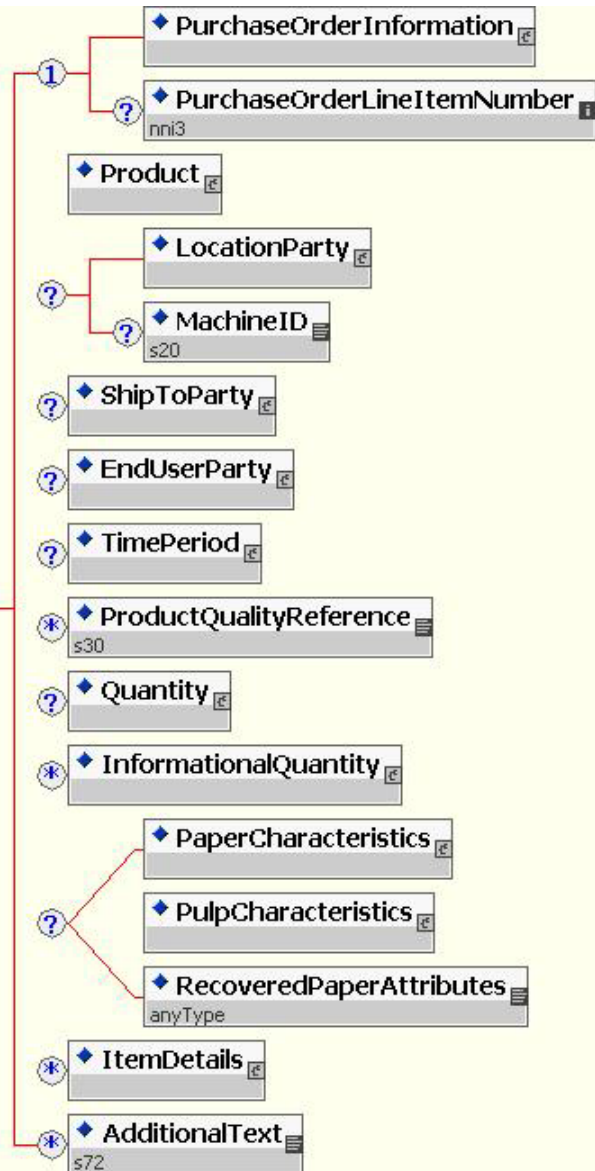 PurchaseOrderInformation
1
? PurchaseOrderLineItemNumber
nni3
Product
LocationParty
?
? MachineID
s20
? ShipToParty
? EndUserParty
? TimePeriod
* ProductQualityReference
s30
? Quantity
* InformationalQuantity
PaperCharacteristics
? PulpCharacteristics
RecoveredPaperAttributes
anyType
* ItemDetails
* AdditionalText
s72